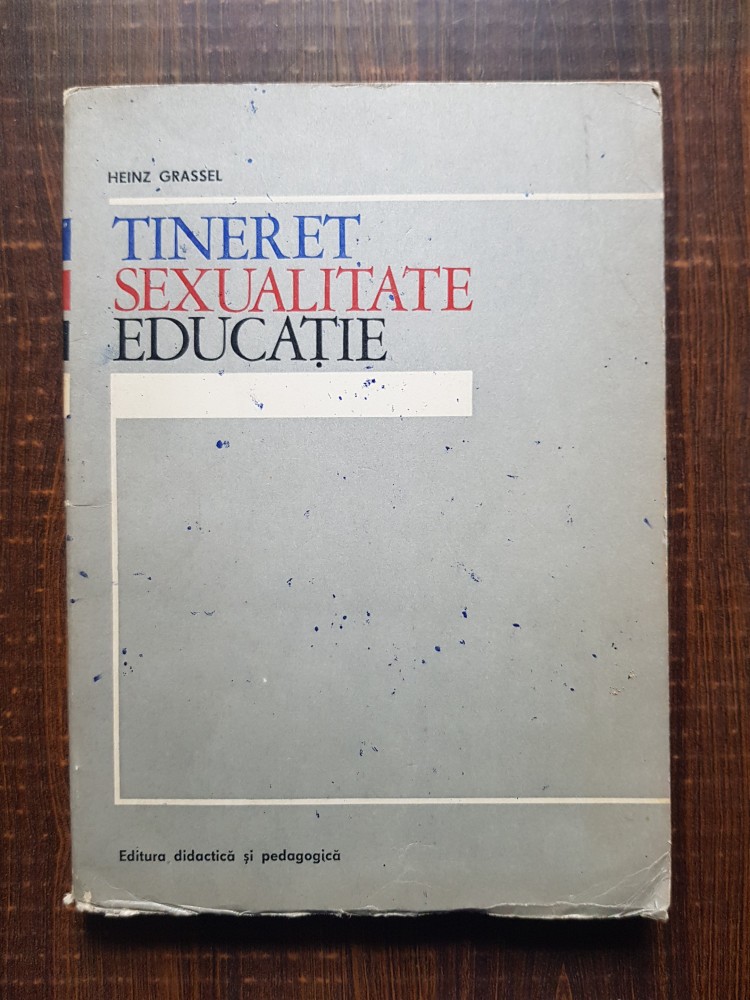 HEINZ GRASSEL
TINERET
SEXUALITATE
EDUCAȚIE
Editura didactică și pedagogică